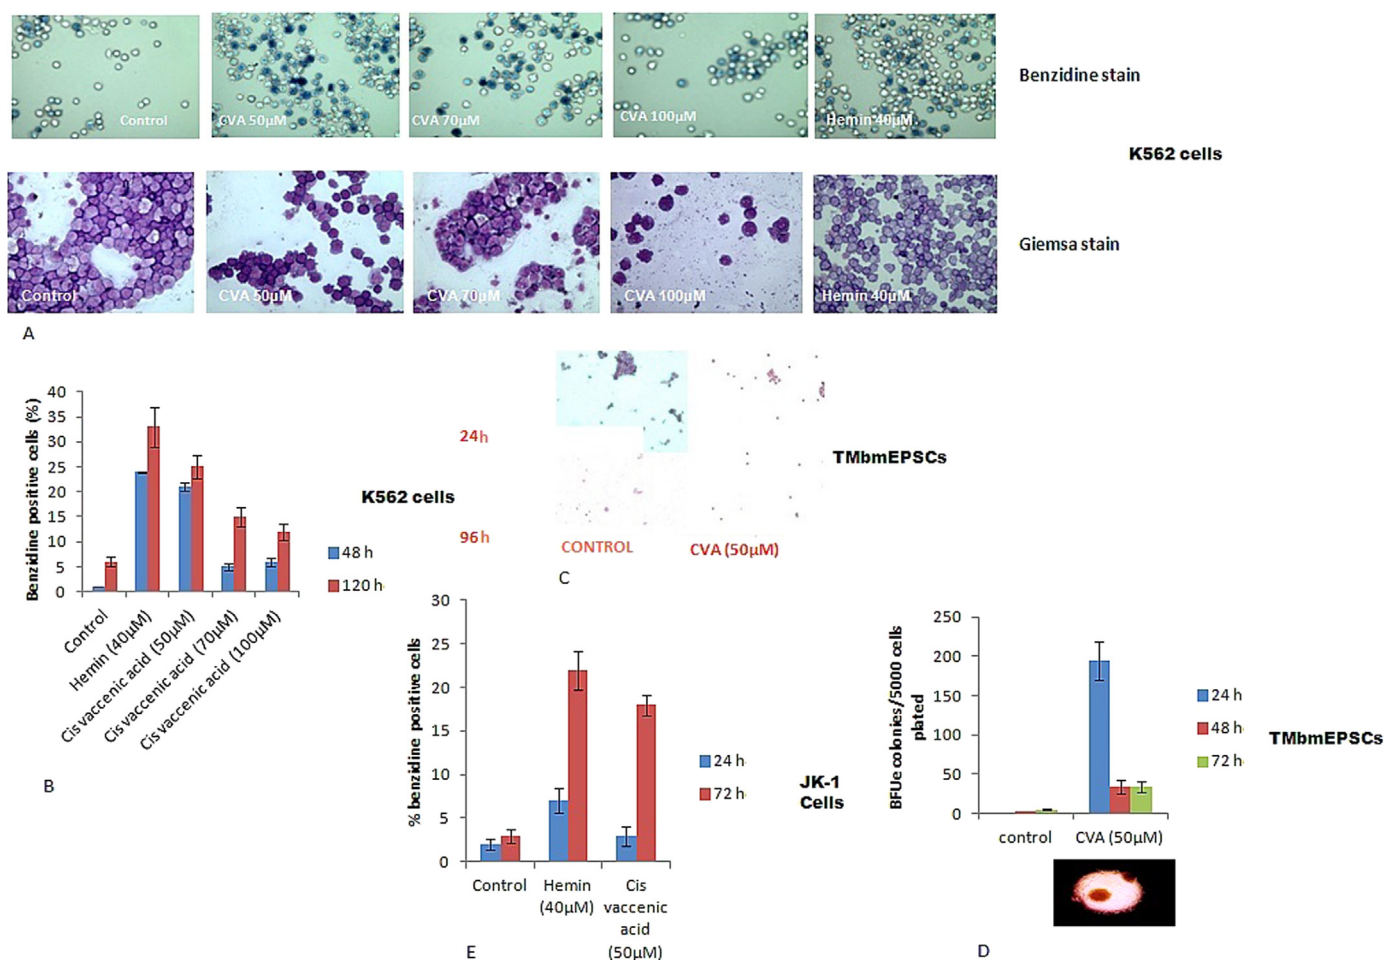 Control
CVA 50µM
CVA 70µM
CVA 100µM
Hemin 40µM
Benzidine stain
K562 cells
Control
CVA 50µM
CVA 70µM
CVA 100µM
Hemin 40µM
Giemsa stain
A
Benzidine positive cells (%)
40
35
30
25
20
15
10
5
0
Control
Hemin (40µM)
Cis vaccenic acid (50µM)
Cis vaccenic acid (70µM)
Cis vaccenic acid (100µM)
K562 cells
48 h
120 h
B
24h
96h
CONTROL
CVA (50µM)
TMbmEPSCs
C
% benzidine positive cells
30
25
20
15
10
5
0
Control
Hemin
(40µM)
Cis
vaccenic
acid
(50µM)
24 h
72 h
JK-1
Cells
E
BFUe colonies/5000 cells
plated
250
200
150
100
50
0
control
CVA (50µM)
24 h
48 h
72 h
TMbmEPSCs
D